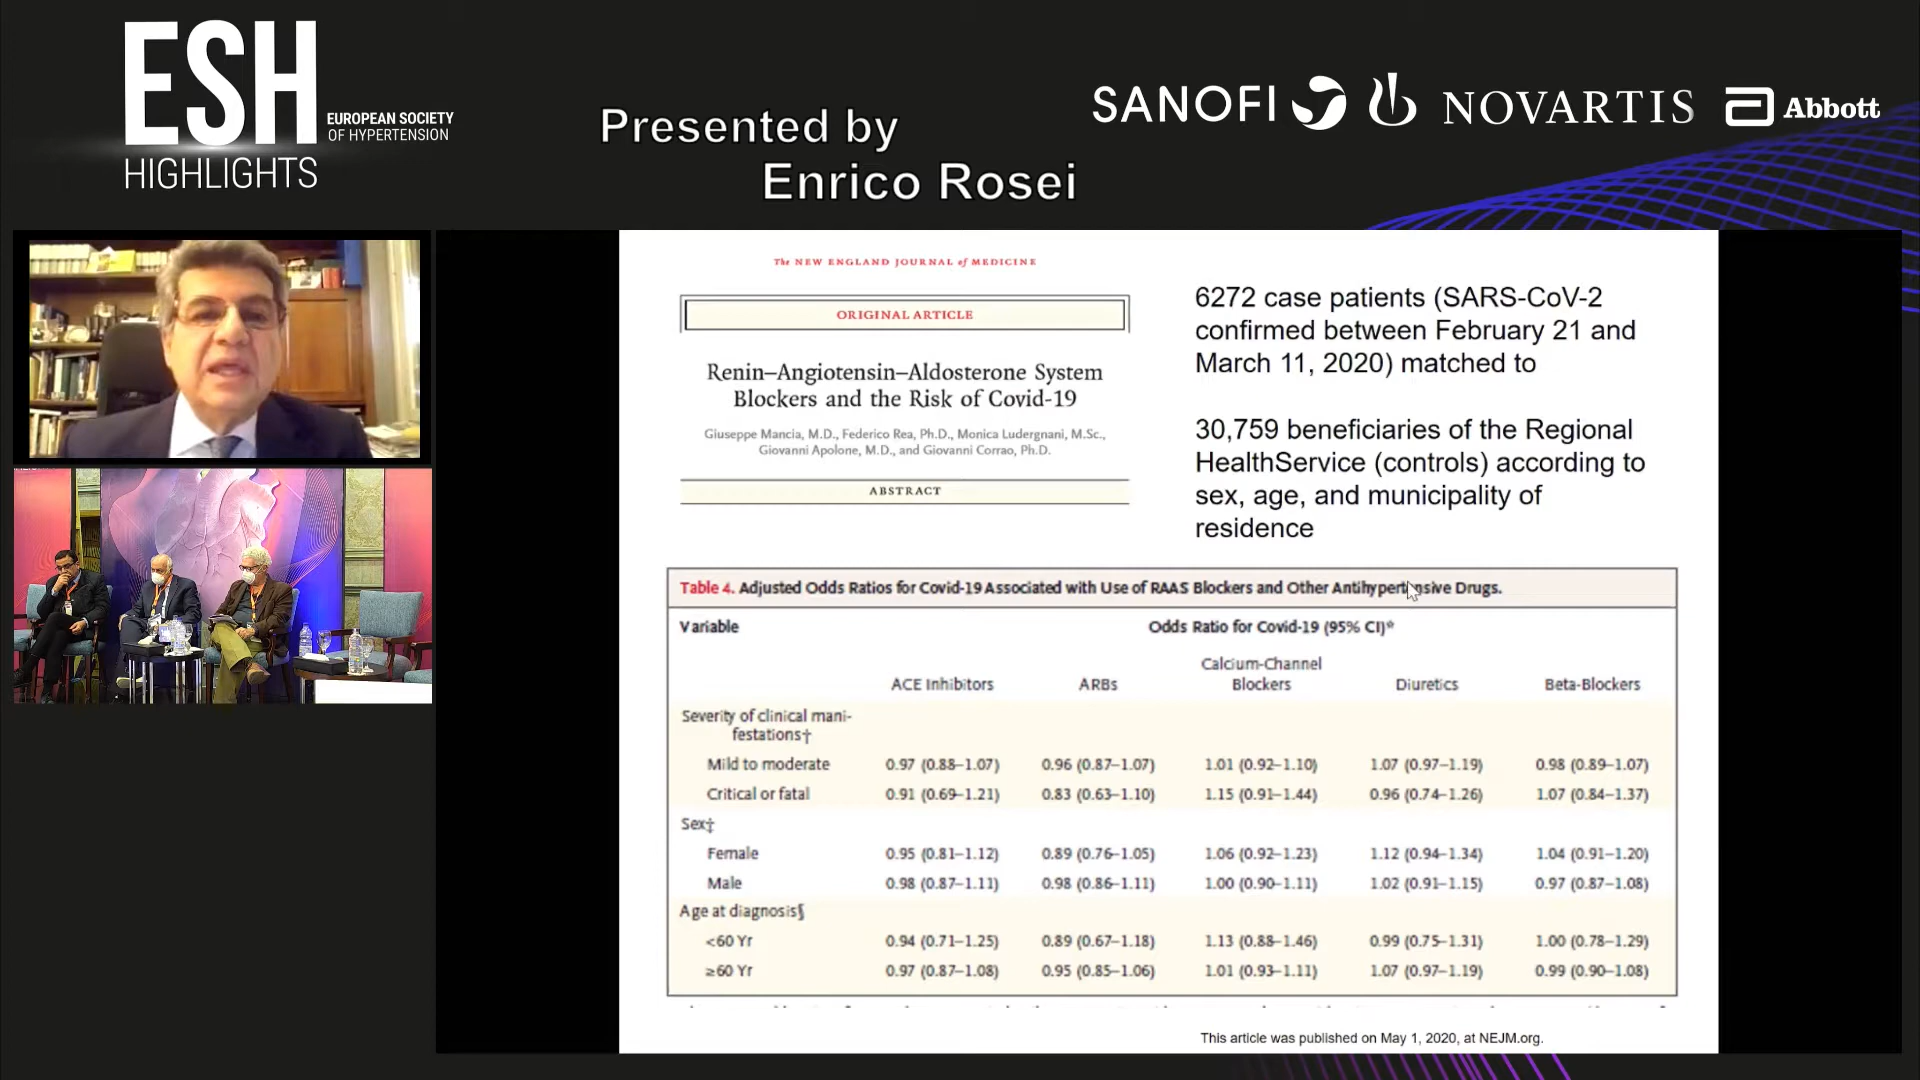 ESH
EUROPEAN SOCIETY
OF HYPERTENSION
HIGHLIGHTS
Presented by
Enrico Rosei
SANOFI
NOVARTIS
Abbott
The NEW ENGLAND JOURNAL of MEDICINE
ORIGINAL ARTICLE
Renin–Angiotensin–Aldosterone System
Blockers and the Risk of Covid-19
Giuseppe Mancia, M.D., Federico Rea, Ph.D., Monica Ludergnani, M.Sc.,
Giovanni Apolone, M.D., and Giovanni Corrao, Ph.D.
ABSTRACT
6272 case patients (SARS-CoV-2
confirmed between February 21 and
March 11, 2020) matched to
30,759 beneficiaries of the Regional
HealthService (controls) according to
sex, age, and municipality of
residence
Table 4. Adjusted Odds Ratios for Covid-19 Associated with Use of RAAS Blockers and Other Antihypertensive Drugs.
Variable Odds Ratio for Covid-19 (95% CI)*
Calcium-Channel
ACE Inhibitors ARBs Blockers Diuretics Beta-Blockers
Severity of clinical mani-
festations†
Mild to moderate 0.97 (0.88–1.07) 0.96 (0.87–1.07) 1.01 (0.92–1.10) 1.07 (0.97–1.19) 0.98 (0.89–1.07)
Critical or fatal 0.91 (0.69–1.21) 0.83 (0.63–1.10) 1.15 (0.91–1.44) 0.96 (0.74–1.26) 1.07 (0.84–1.37)
Sex‡
Female 0.95 (0.81–1.12) 0.89 (0.76–1.05) 1.06 (0.92–1.23) 1.12 (0.94–1.34) 1.04 (0.91–1.20)
Male 0.98 (0.87–1.11) 0.98 (0.86–1.11) 1.00 (0.90–1.11) 1.02 (0.91–1.15) 0.97 (0.87–1.08)
Age at diagnosis§
<60 Yr 0.94 (0.71–1.25) 0.89 (0.67–1.18) 1.13 (0.88–1.46) 0.99 (0.75–1.31) 1.00 (0.78–1.29)
≥60 Yr 0.97 (0.87–1.08) 0.95 (0.85–1.06) 1.01 (0.93–1.11) 1.07 (0.97–1.19) 0.99 (0.90–1.08)
This article was published on May 1, 2020, at NEJM.org.